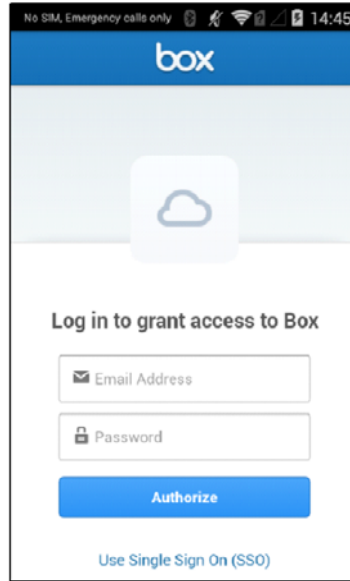 No SIM, Emergency calls only 14:45
box
Log in to grant access to Box
Email Address
Password
Authorize
Use Single Sign On (SSO)